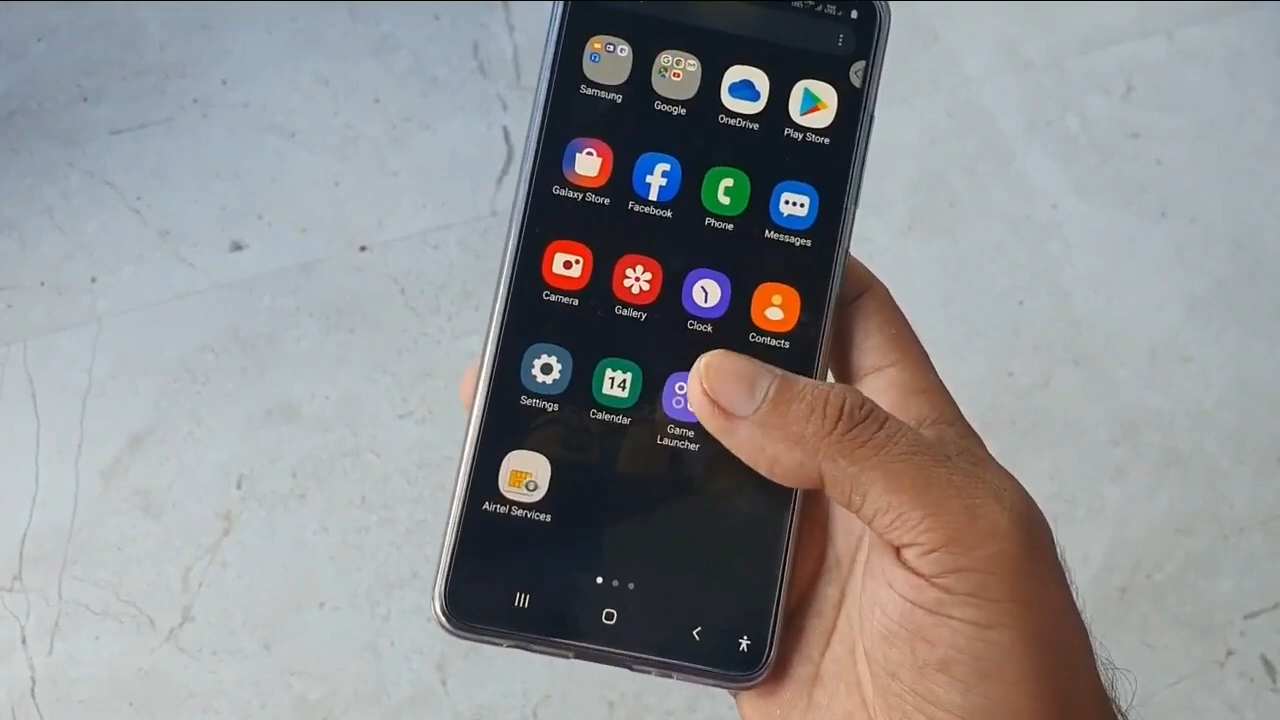 Samsung
Google
OneDrive
Play Store
Galaxy Store
Facebook
Phone
Messages
Camera
Gallery
Clock
Contacts
Settings
14
Calendar
Game
Launcher
Airtel Services